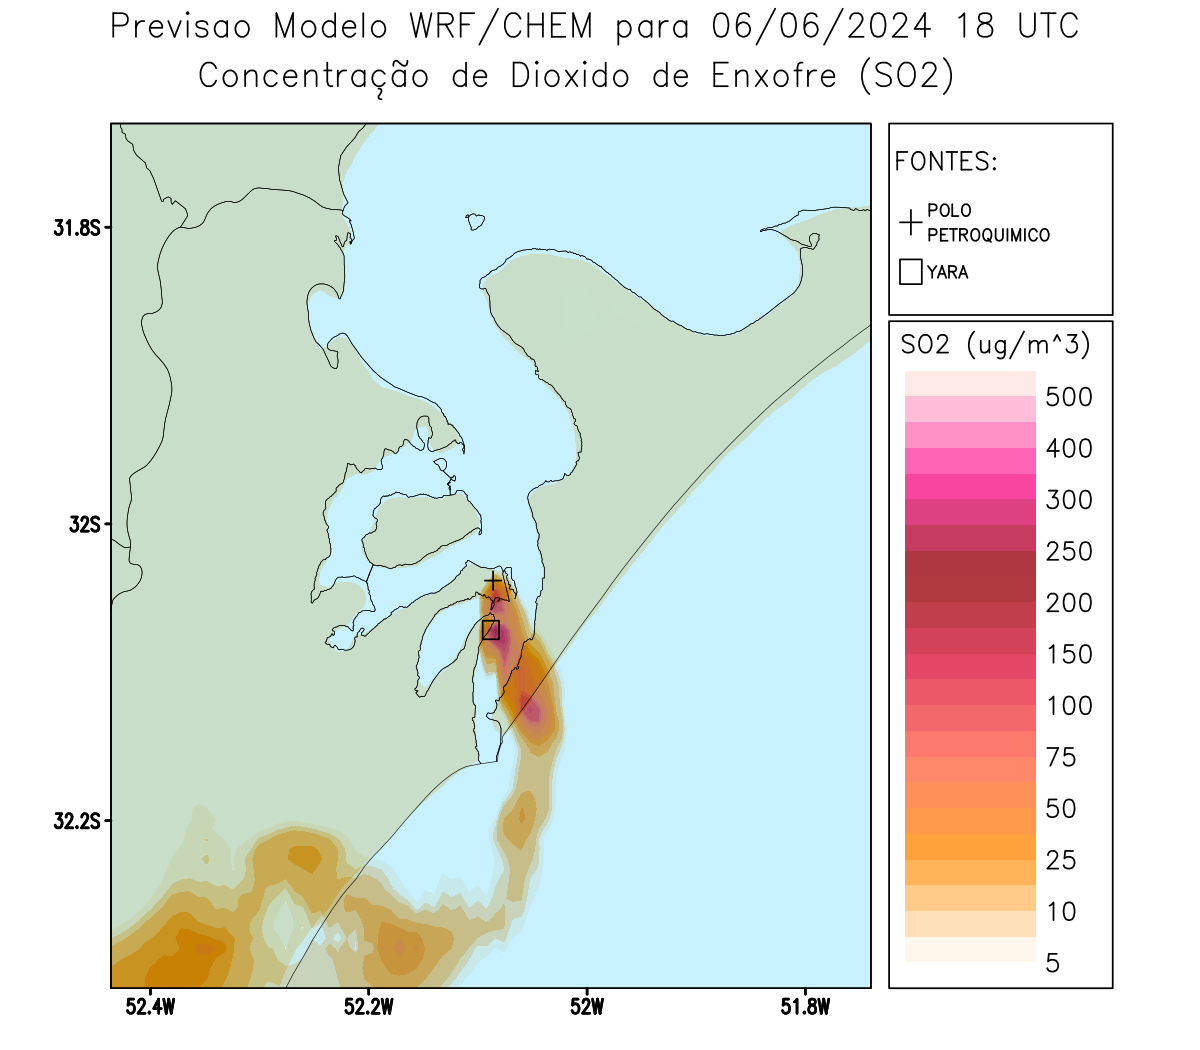 Previsao Modelo WRF/CHEM para 06/06/2024 18 UTC
Concentração de Dioxido de Enxofre (SO2)
FONTES:
POLO
PETROQUIMICO
YARA
SO2 (ug/m^3)
500
400
300
250
200
150
100
75
50
25
10
5
31.8S
32S
32.2S
52.4W
52.2W
52W
51.8W